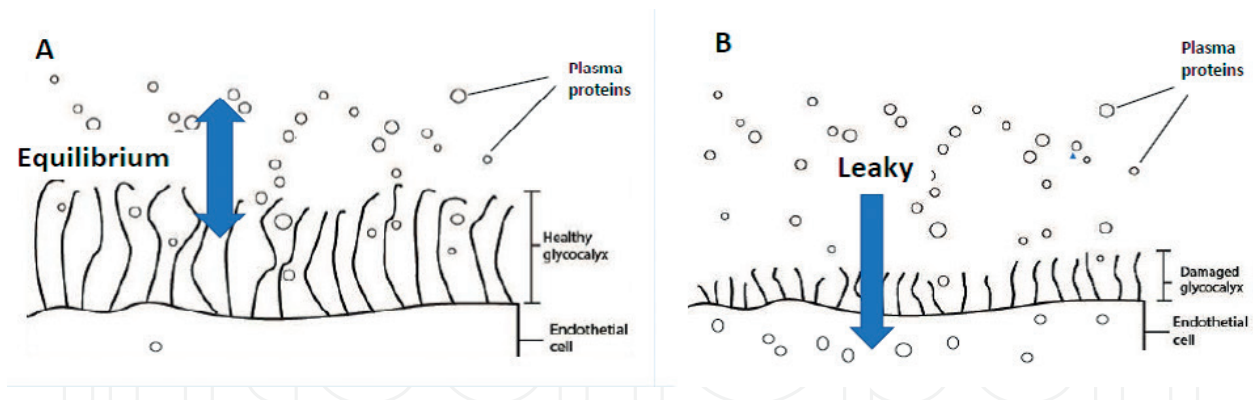 A
Plasma
proteins
Equilibrium
Healthy
glycocalyx
Endothetial
cell
B
Plasma
proteins
Leaky
Damaged
glycocalyx
Endothetial
cell